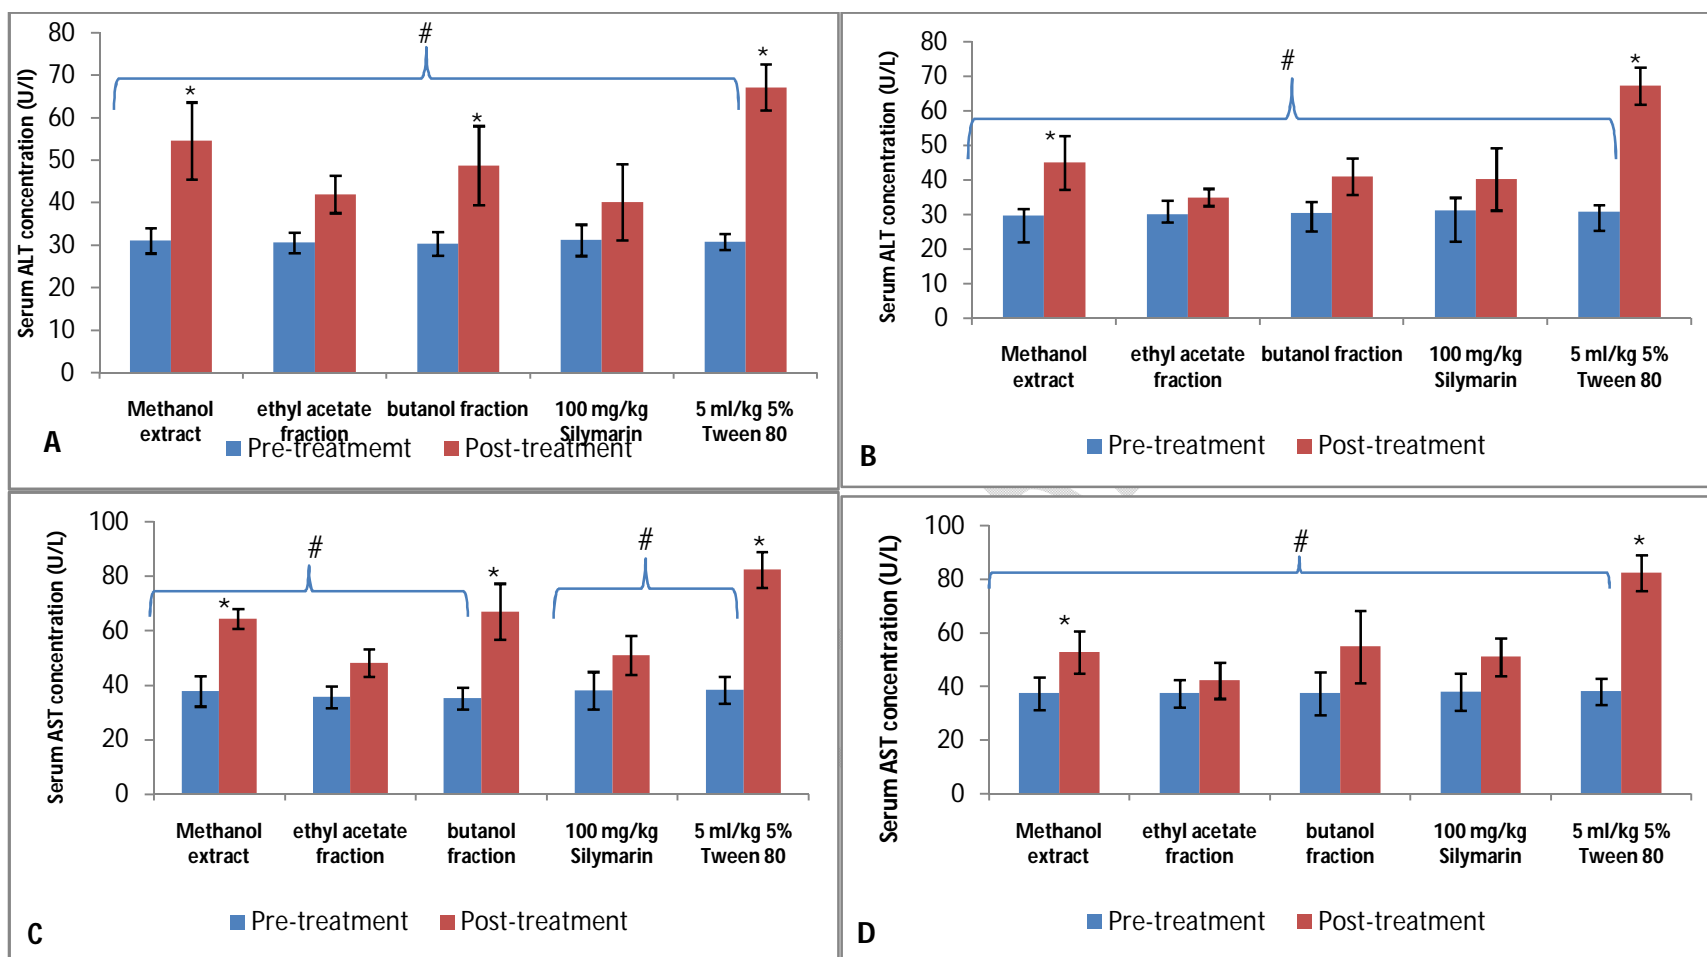 #
80
70
60
50
40
30
20
10
0
Serum ALT concentration (U/l)
*
*
*
Methanol extract
ethyl acetate fraction
butanol fraction
100 mg/kg Silymarin
5 ml/kg 5% Tween 80
A
Pre-treatmemt
Post-treatment
#
80
70
60
50
40
30
20
10
0
Serum ALT concentration (U/L)
*
*
Methanol extract
ethyl acetate fraction
butanol fraction
100 mg/kg Silymarin
5 ml/kg 5% Tween 80
B
Pre-treatment
Post-treatment
100
80
60
40
20
0
Serum AST concentration (U/L)
#
#
*
*
*
Methanol extract
ethyl acetate fraction
butanol fraction
100 mg/kg Silymarin
5 ml/kg 5% Tween 80
C
Pre-treatment
Post-treatment
100
80
60
40
20
0
Serum AST concentration (U/L)
#
*
*
Methanol extract
ethyl acetate fraction
butanol fraction
100 mg/kg Silymarin
5 ml/kg 5% Tween 80
D
Pre-treatment
Post-treatment